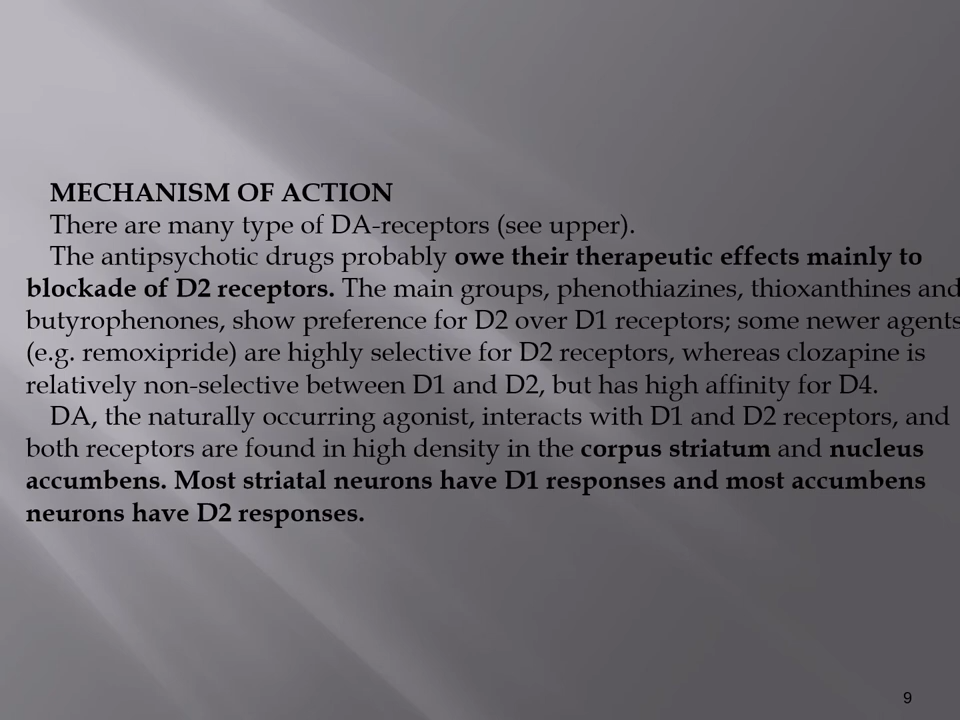 MECHANISM OF ACTION
There are many type of DA-receptors (see upper).
The antipsychotic drugs probably owe their therapeutic effects mainly to
blockade of D2 receptors. The main groups, phenothiazines, thioxanthines and
butyrophenones, show preference for D2 over D1 receptors; some newer agents
(e.g. remoxipride) are highly selective for D2 receptors, whereas clozapine is
relatively non-selective between D1 and D2, but has high affinity for D4.
DA, the naturally occurring agonist, interacts with D1 and D2 receptors, and
both receptors are found in high density in the corpus striatum and nucleus
accumbens. Most striatal neurons have D1 responses and most accumbens
neurons have D2 responses.
9